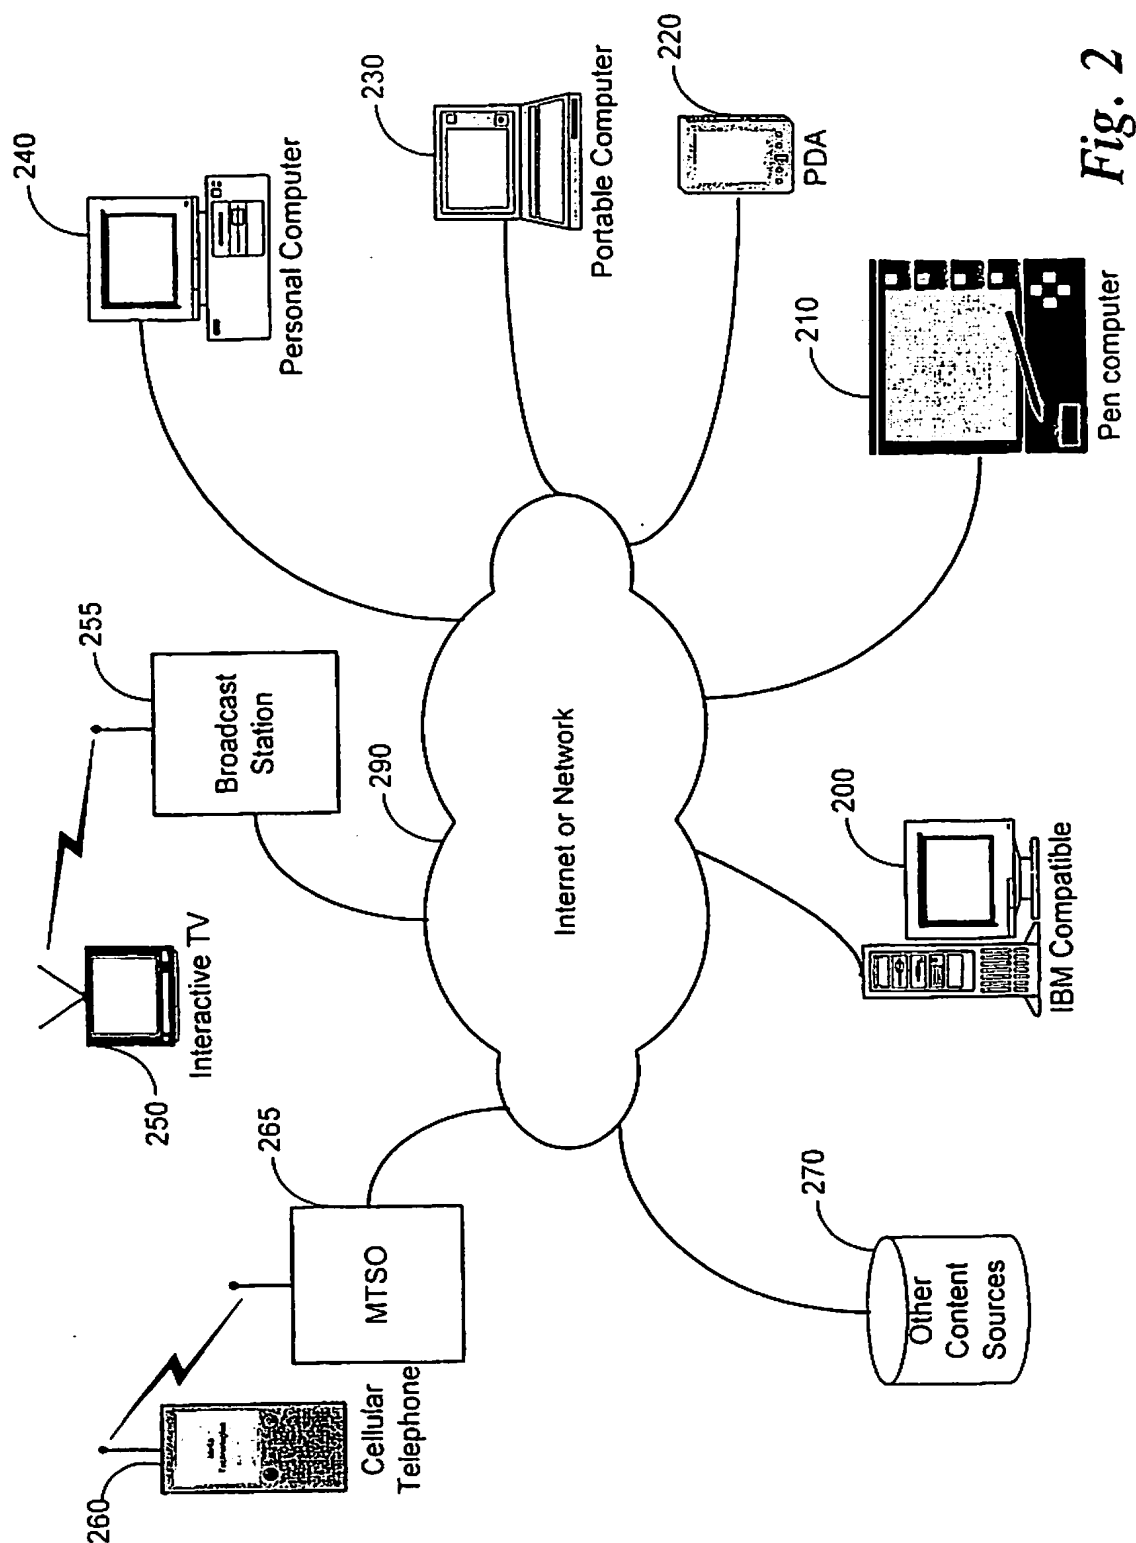 260
Cellular
Telephone
MTSO
265
250
Interactive TV
Broadcast
Station
255
240
Personal Computer
290
Internet or Network
230
Portable Computer
220
PDA
270
Other
Content
Sources
200
IBM Compatible
210
Pen computer
Fig. 2